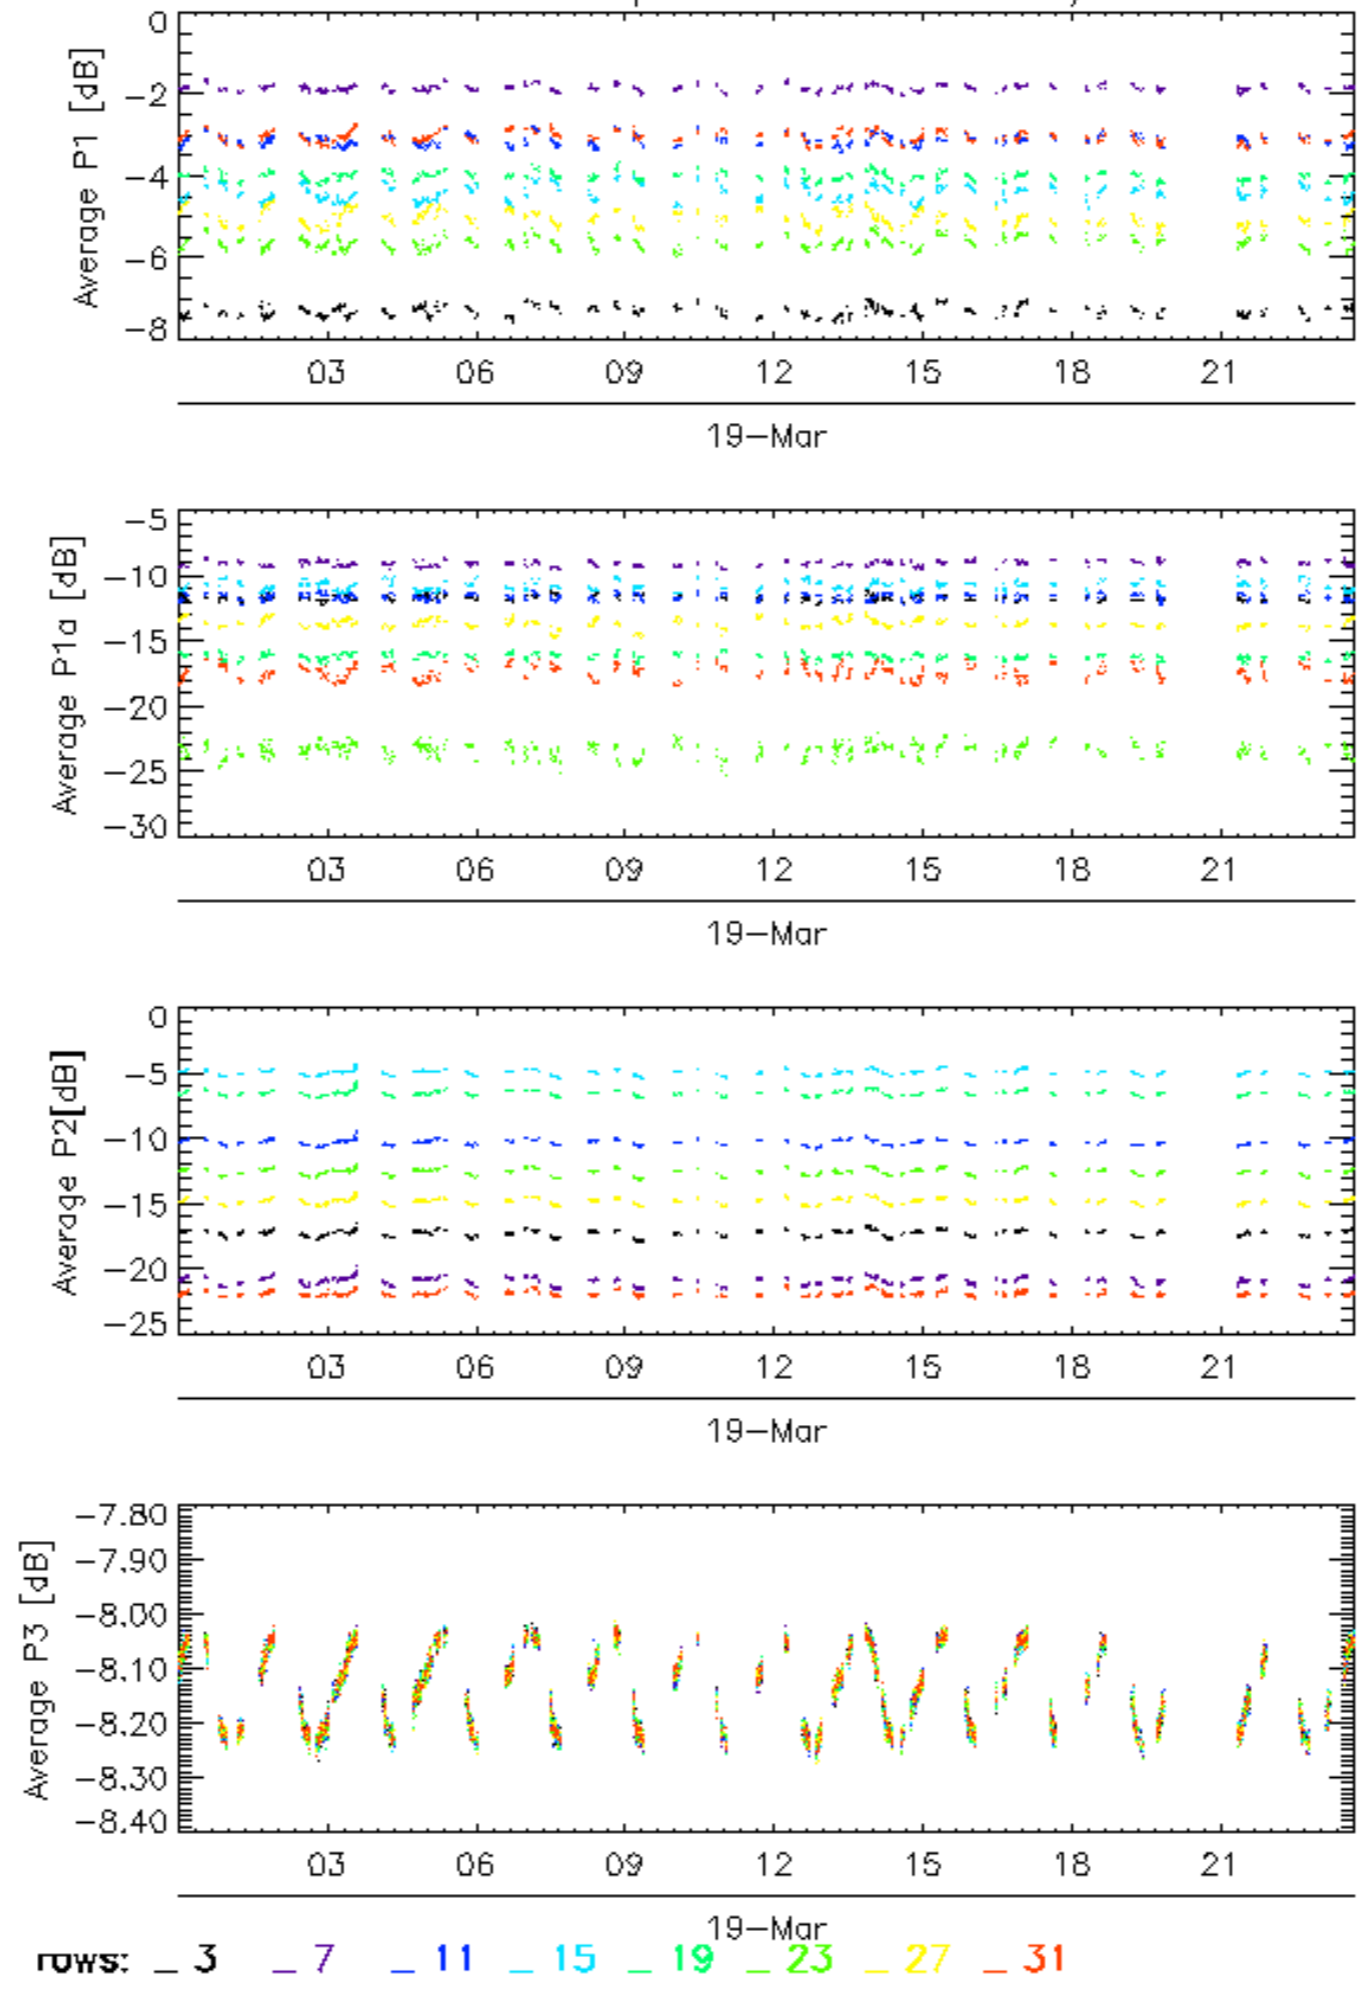 0
-2
-4
-6
-8
Average P1 [dB]
03 06 09 12 15 18 21
19-Mar
-5
-10
-15
-20
-25
-30
Average P1a [dB]
03 06 09 12 15 18 21
19-Mar
0
-5
-10
-15
-20
-25
Average P2[dB]
03 06 09 12 15 18 21
19-Mar
-7.80
-7.90
-8.00
-8.10
-8.20
-8.30
-8.40
Average P3 [dB]
03 06 09 12 15 18 21
19-Mar
rows: _ 3 _ 7 _ 11 _ 15 _ 19 _ 23 _ 27 _ 31